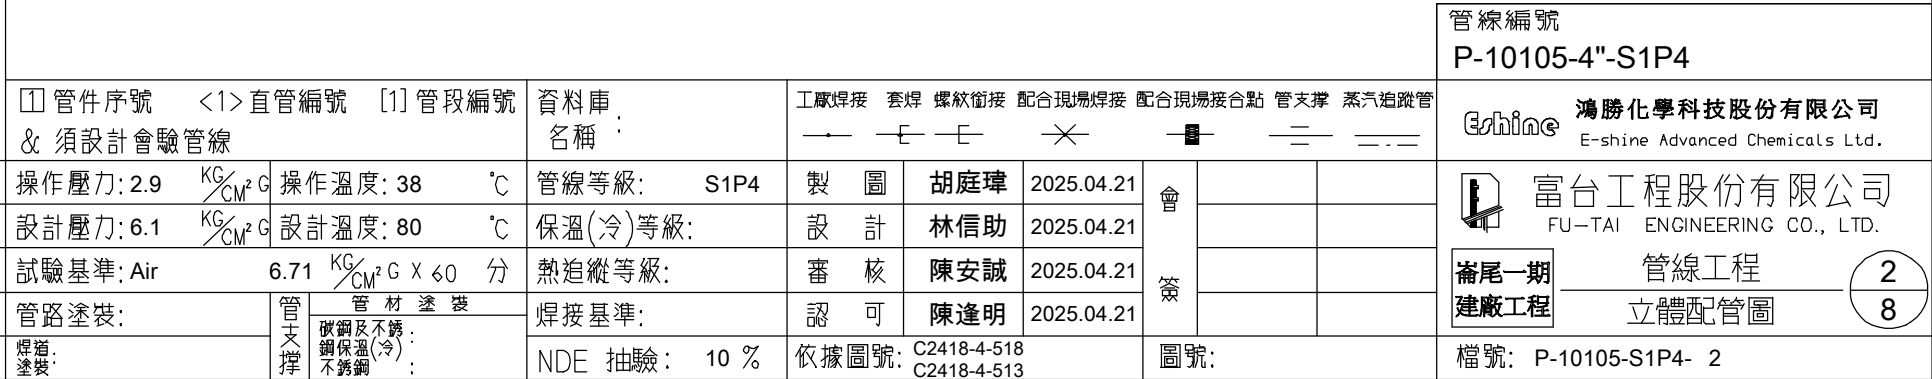 管線編號
P-10105-4"-S1P4
1 管件序號 <1>直管編號 [1] 管段編號
& 須設計會驗管線
資料庫
名稱 :
工廠焊接 套焊 螺紋銜接 配合現場焊接 配合現場接合點 管支撐 蒸汽追蹤管
Eshine 鴻勝化學科技股份有限公司
E-shine Advanced Chemicals Ltd.
操作壓力: 2.9 KG/CM² G 操作溫度: 38 °C 管線等級: S1P4 製 圖 胡庭瑋 2025.04.21
設計壓力: 6.1 KG/CM² G 設計溫度: 80 °C 保溫(冷)等級: 設 計 林信助 2025.04.21
試驗基準: Air 6.71 KG/CM² G X 60 分 熱追縱等級: 審 核 陳安誠 2025.04.21
管路塗裝: 管支撐 管 材 塗 裝 焊接基準: 認 可 陳逢明 2025.04.21
會 簽
富台工程股份有限公司
FU-TAI ENGINEERING CO., LTD.
崙尾一期
建廠工程
管線工程
立體配管圖
2
8
焊道
塗裝:
碳鋼及不銹 :
鋼保溫(冷)
不銹鋼 :
NDE 抽驗: 10 %
依據圖號: C2418-4-518
C2418-4-513
圖號:
檔號: P-10105-S1P4- 2